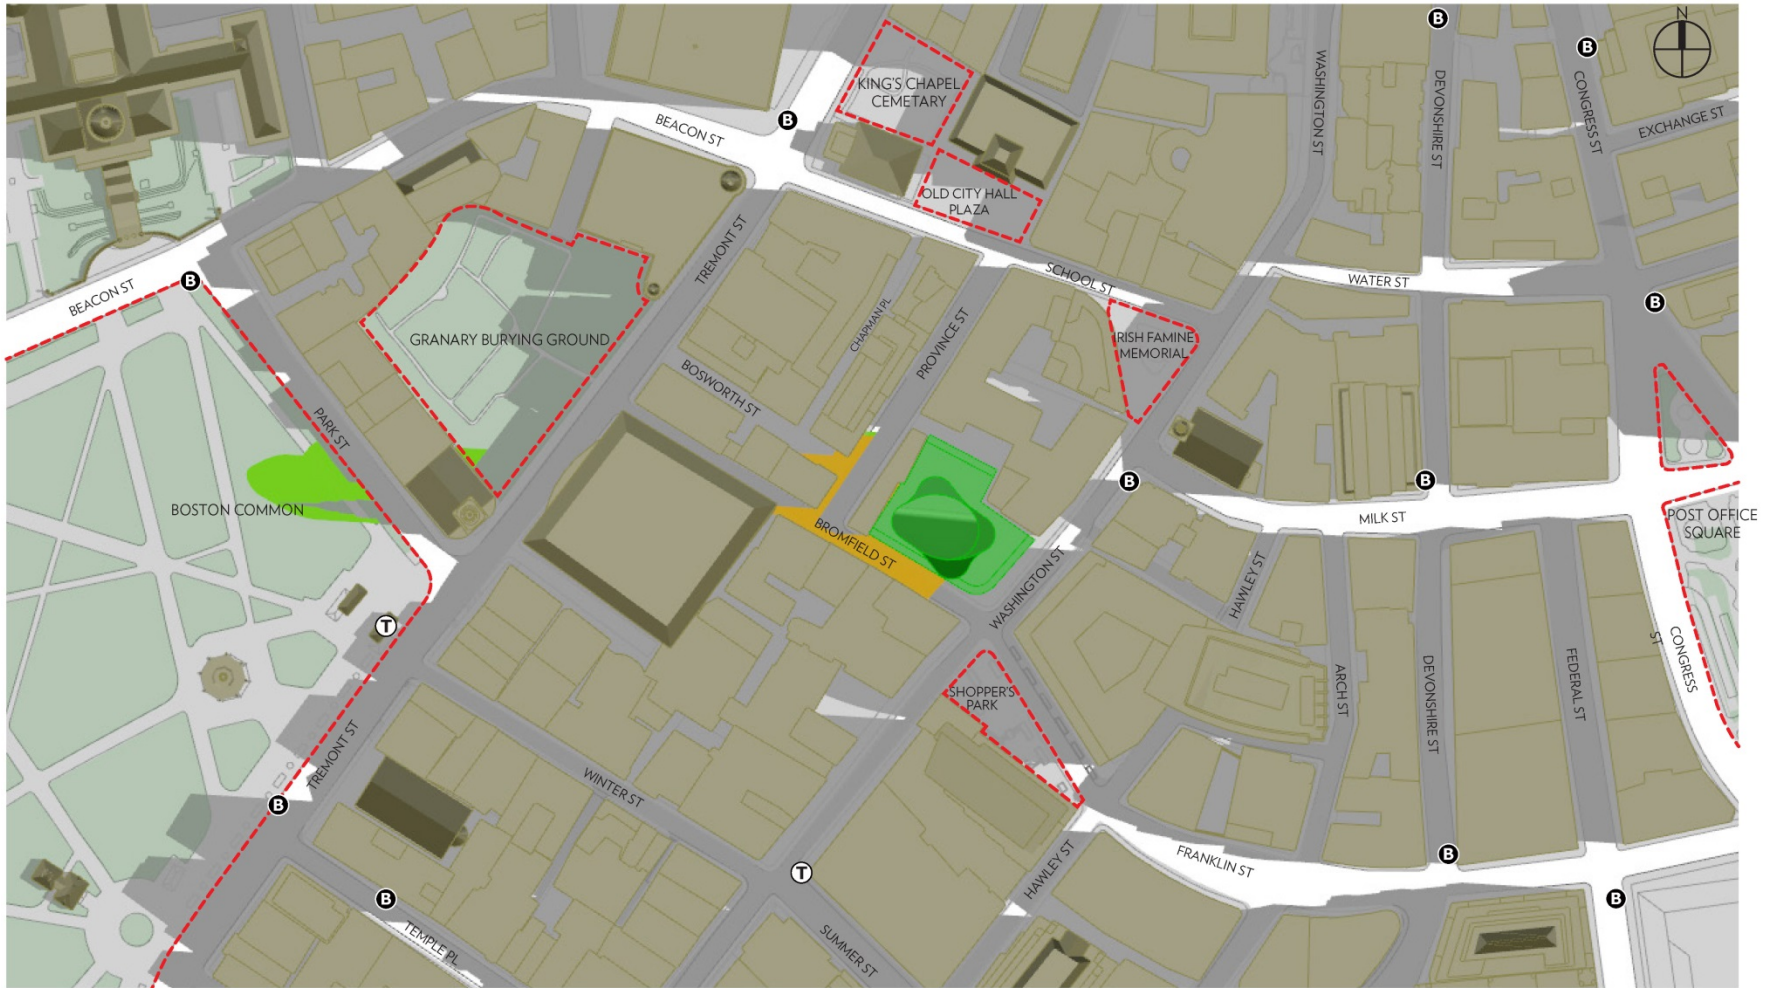 N
B
B
B
KING'S CHAPEL
CEMETARY
BEACON ST
WASHINGTON ST
DEVONSHIRE ST
CONGRESS ST
EXCHANGE ST
OLD CITY HALL
PLAZA
TREMONT ST
SCHOOL ST
WATER ST
B
BEACON ST
B
CHAPMAN PL
PROVINCE ST
IRISH FAMINE
MEMORIAL
GRANARY BURYING GROUND
BOSWORTH ST
PARK ST
BOSTON COMMON
B
B
MILK ST
POST OFFICE
SQUARE
BROMFIELD ST
WASHINGTON ST
HAWLEY ST
T
SHOPPER'S
PARK
ARCH ST
DEVONSHIRE ST
FEDERAL ST
CONGRESS
ST
TREMONT ST
B
WINTER ST
T
HAWLEY ST
FRANKLIN ST
B
B
B
TEMPLE PL
SUMMER ST